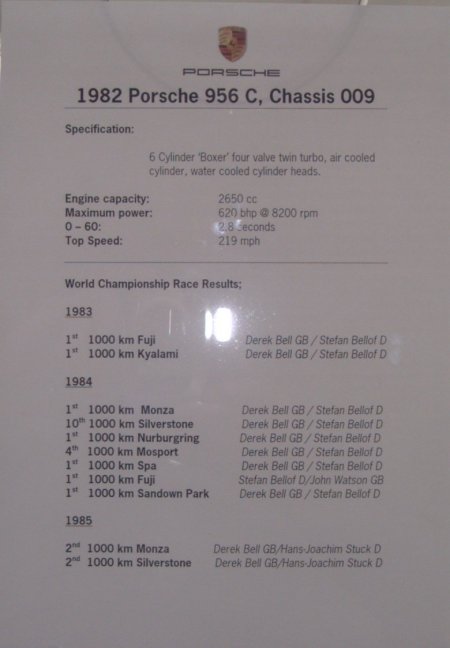 PORSCHE
1982 Porsche 956 C, Chassis 009
Specification:
6 Cylinder ‘Boxer’ four valve twin turbo, air cooled
cylinder, water cooled cylinder heads.
Engine capacity: 2650 cc
Maximum power: 620 bhp @ 8200 rpm
0 – 60: 2.8 seconds
Top Speed: 219 mph
World Championship Race Results;
1983
1st 1000 km Fuji Derek Bell GB / Stefan Bellof D
1st 1000 km Kyalami Derek Bell GB / Stefan Bellof D
1984
1st 1000 km Monza Derek Bell GB / Stefan Bellof D
10th 1000 km Silverstone Derek Bell GB / Stefan Bellof D
1st 1000 km Nurburgring Derek Bell GB / Stefan Bellof D
4th 1000 km Mosport Derek Bell GB / Stefan Bellof D
1st 1000 km Spa Derek Bell GB / Stefan Bellof D
1st 1000 km Fuji Stefan Bellof D/John Watson GB
1st 1000 km Sandown Park Derek Bell GB / Stefan Bellof D
1985
2nd 1000 km Monza Derek Bell GB/Hans-Joachim Stuck D
2nd 1000 km Silverstone Derek Bell GB/Hans-Joachim Stuck D